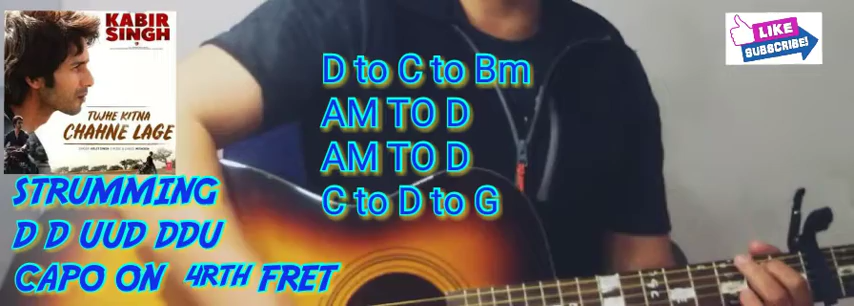 KABIR
SINGH
TUJHE KITNA
CHAHNE LAGE
STRUMMING
D D UUD DDU
CAPO ON 4RTH FRET
D to C to Bm
AM TO D
AM TO D
C to D to G
LIKE
SUBSCRIBE!